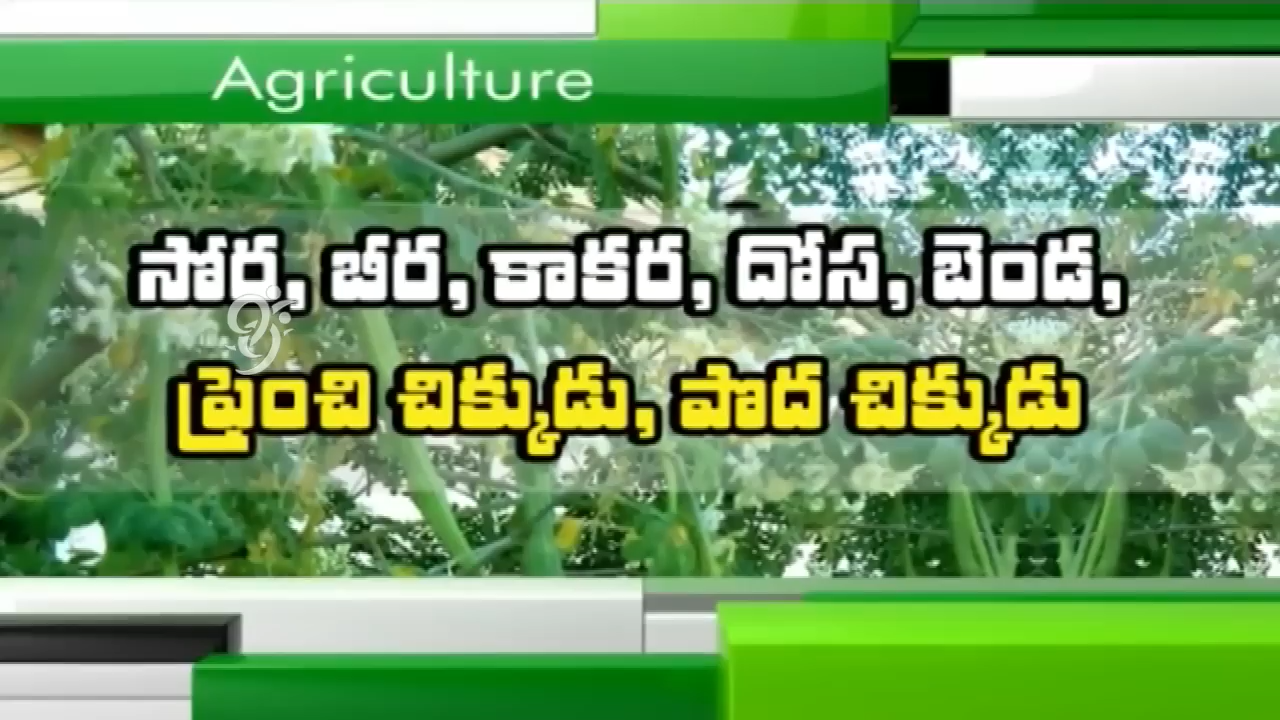 Agriculture
సోర, బీర, కాకర, దోస, బెండ,
ఫ్రెంచి చిక్కుడు, పొద చిక్కుడు